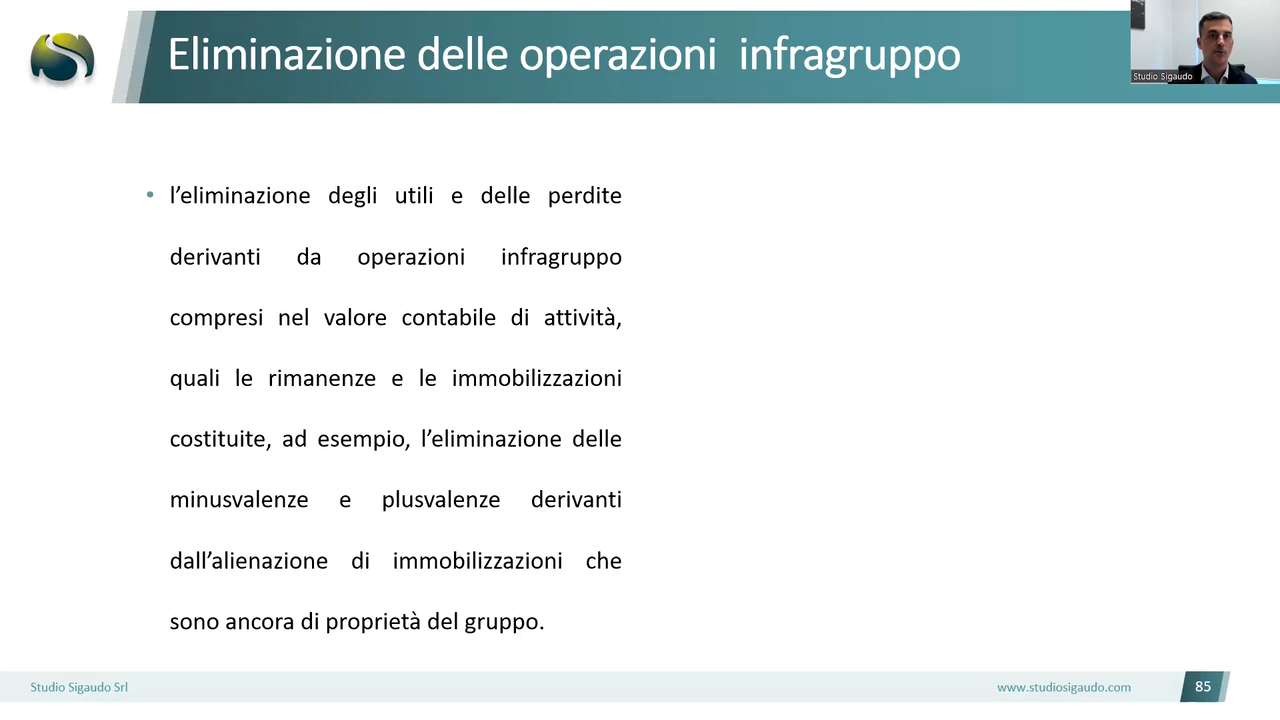 Eliminazione delle operazioni infragruppo
Studio Sigaudo
• l’eliminazione degli utili e delle perdite
derivanti da operazioni infragruppo
compresi nel valore contabile di attività,
quali le rimanenze e le immobilizzazioni
costituite, ad esempio, l’eliminazione delle
minusvalenze e plusvalenze derivanti
dall’alienazione di immobilizzazioni che
sono ancora di proprietà del gruppo.
Studio Sigaudo Srl
www.studiosigaudo.com
85